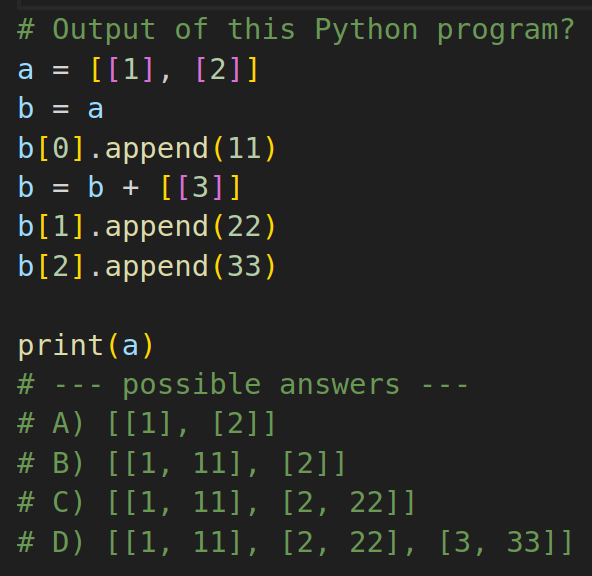 # Output of this Python program?
a = [[1], [2]]
b = a
b[0].append(11)
b = b + [[3]]
b[1].append(22)
b[2].append(33)
print(a)
# --- possible answers ---
# A) [[1], [2]]
# B) [[1, 11], [2]]
# C) [[1, 11], [2, 22]]
# D) [[1, 11], [2, 22], [3, 33]]